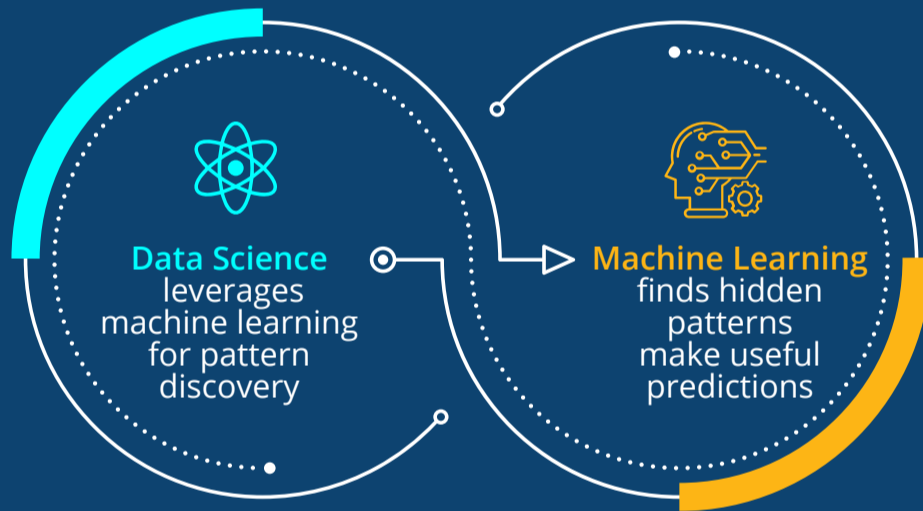 Data Science
leverages
machine learning
for pattern
discovery
Machine Learning
finds hidden
patterns
make useful
predictions